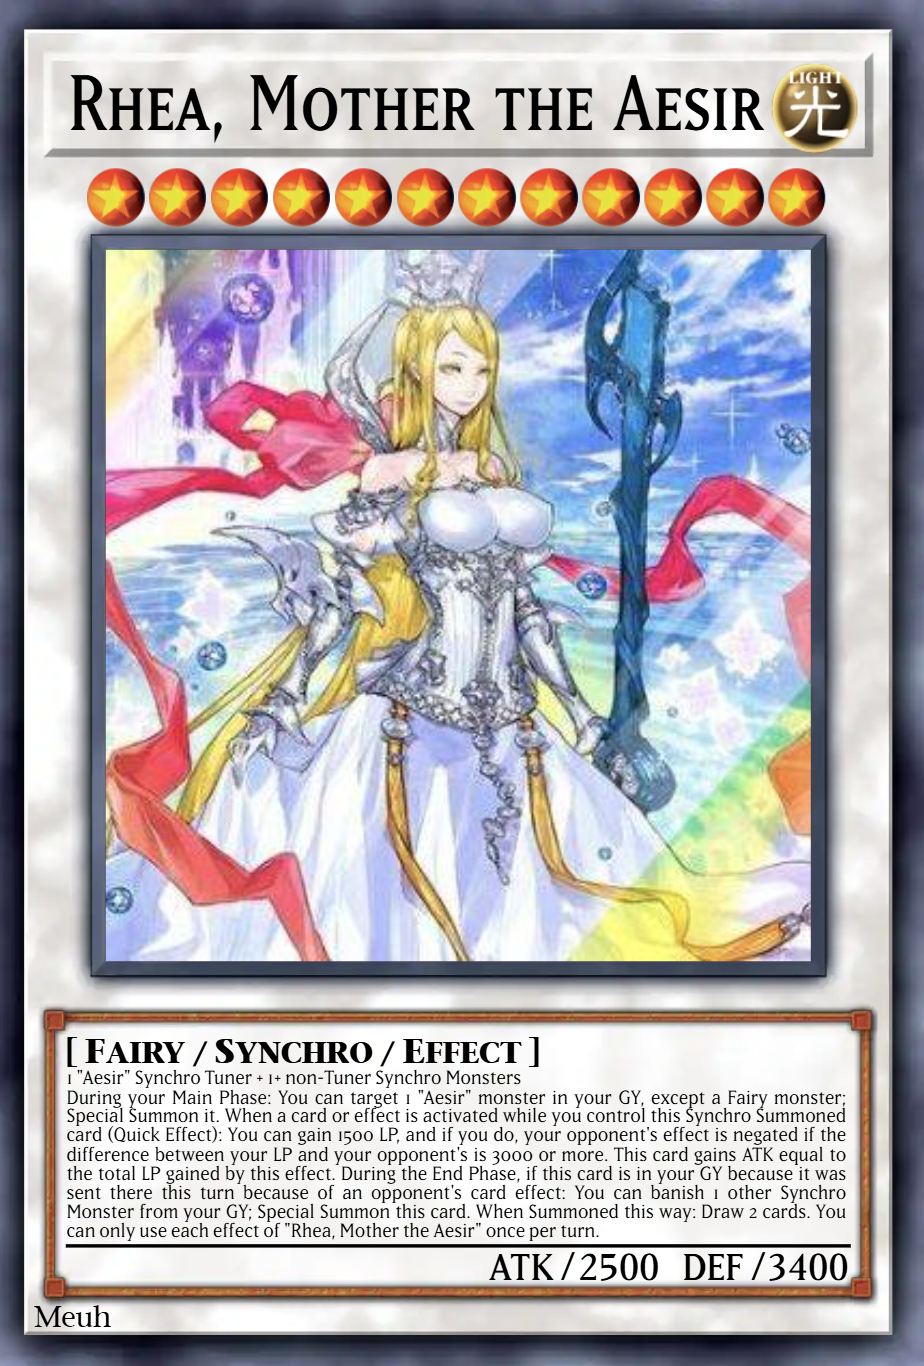 Rhea, Mother the Aesir
LIGHT
光
[ Fairy / Synchro / Effect ]
1 "Aesir" Synchro Tuner + 1+ non-Tuner Synchro Monsters
During your Main Phase: You can target 1 "Aesir" monster in your GY, except a Fairy monster;
Special Summon it. When a card or effect is activated while you control this Synchro Summoned
card (Quick Effect): You can gain 1500 LP, and if you do, your opponent's effect is negated if the
difference between your LP and your opponent's is 3000 or more. This card gains ATK equal to
the total LP gained by this effect. During the End Phase, if this card is in your GY because it was
sent there this turn because of an opponent's card effect: You can banish 1 other Synchro
Monster from your GY; Special Summon this card. When Summoned this way: Draw 2 cards. You
can only use each effect of "Rhea, Mother the Aesir" once per turn.
ATK/2500 DEF/3400
Meuh